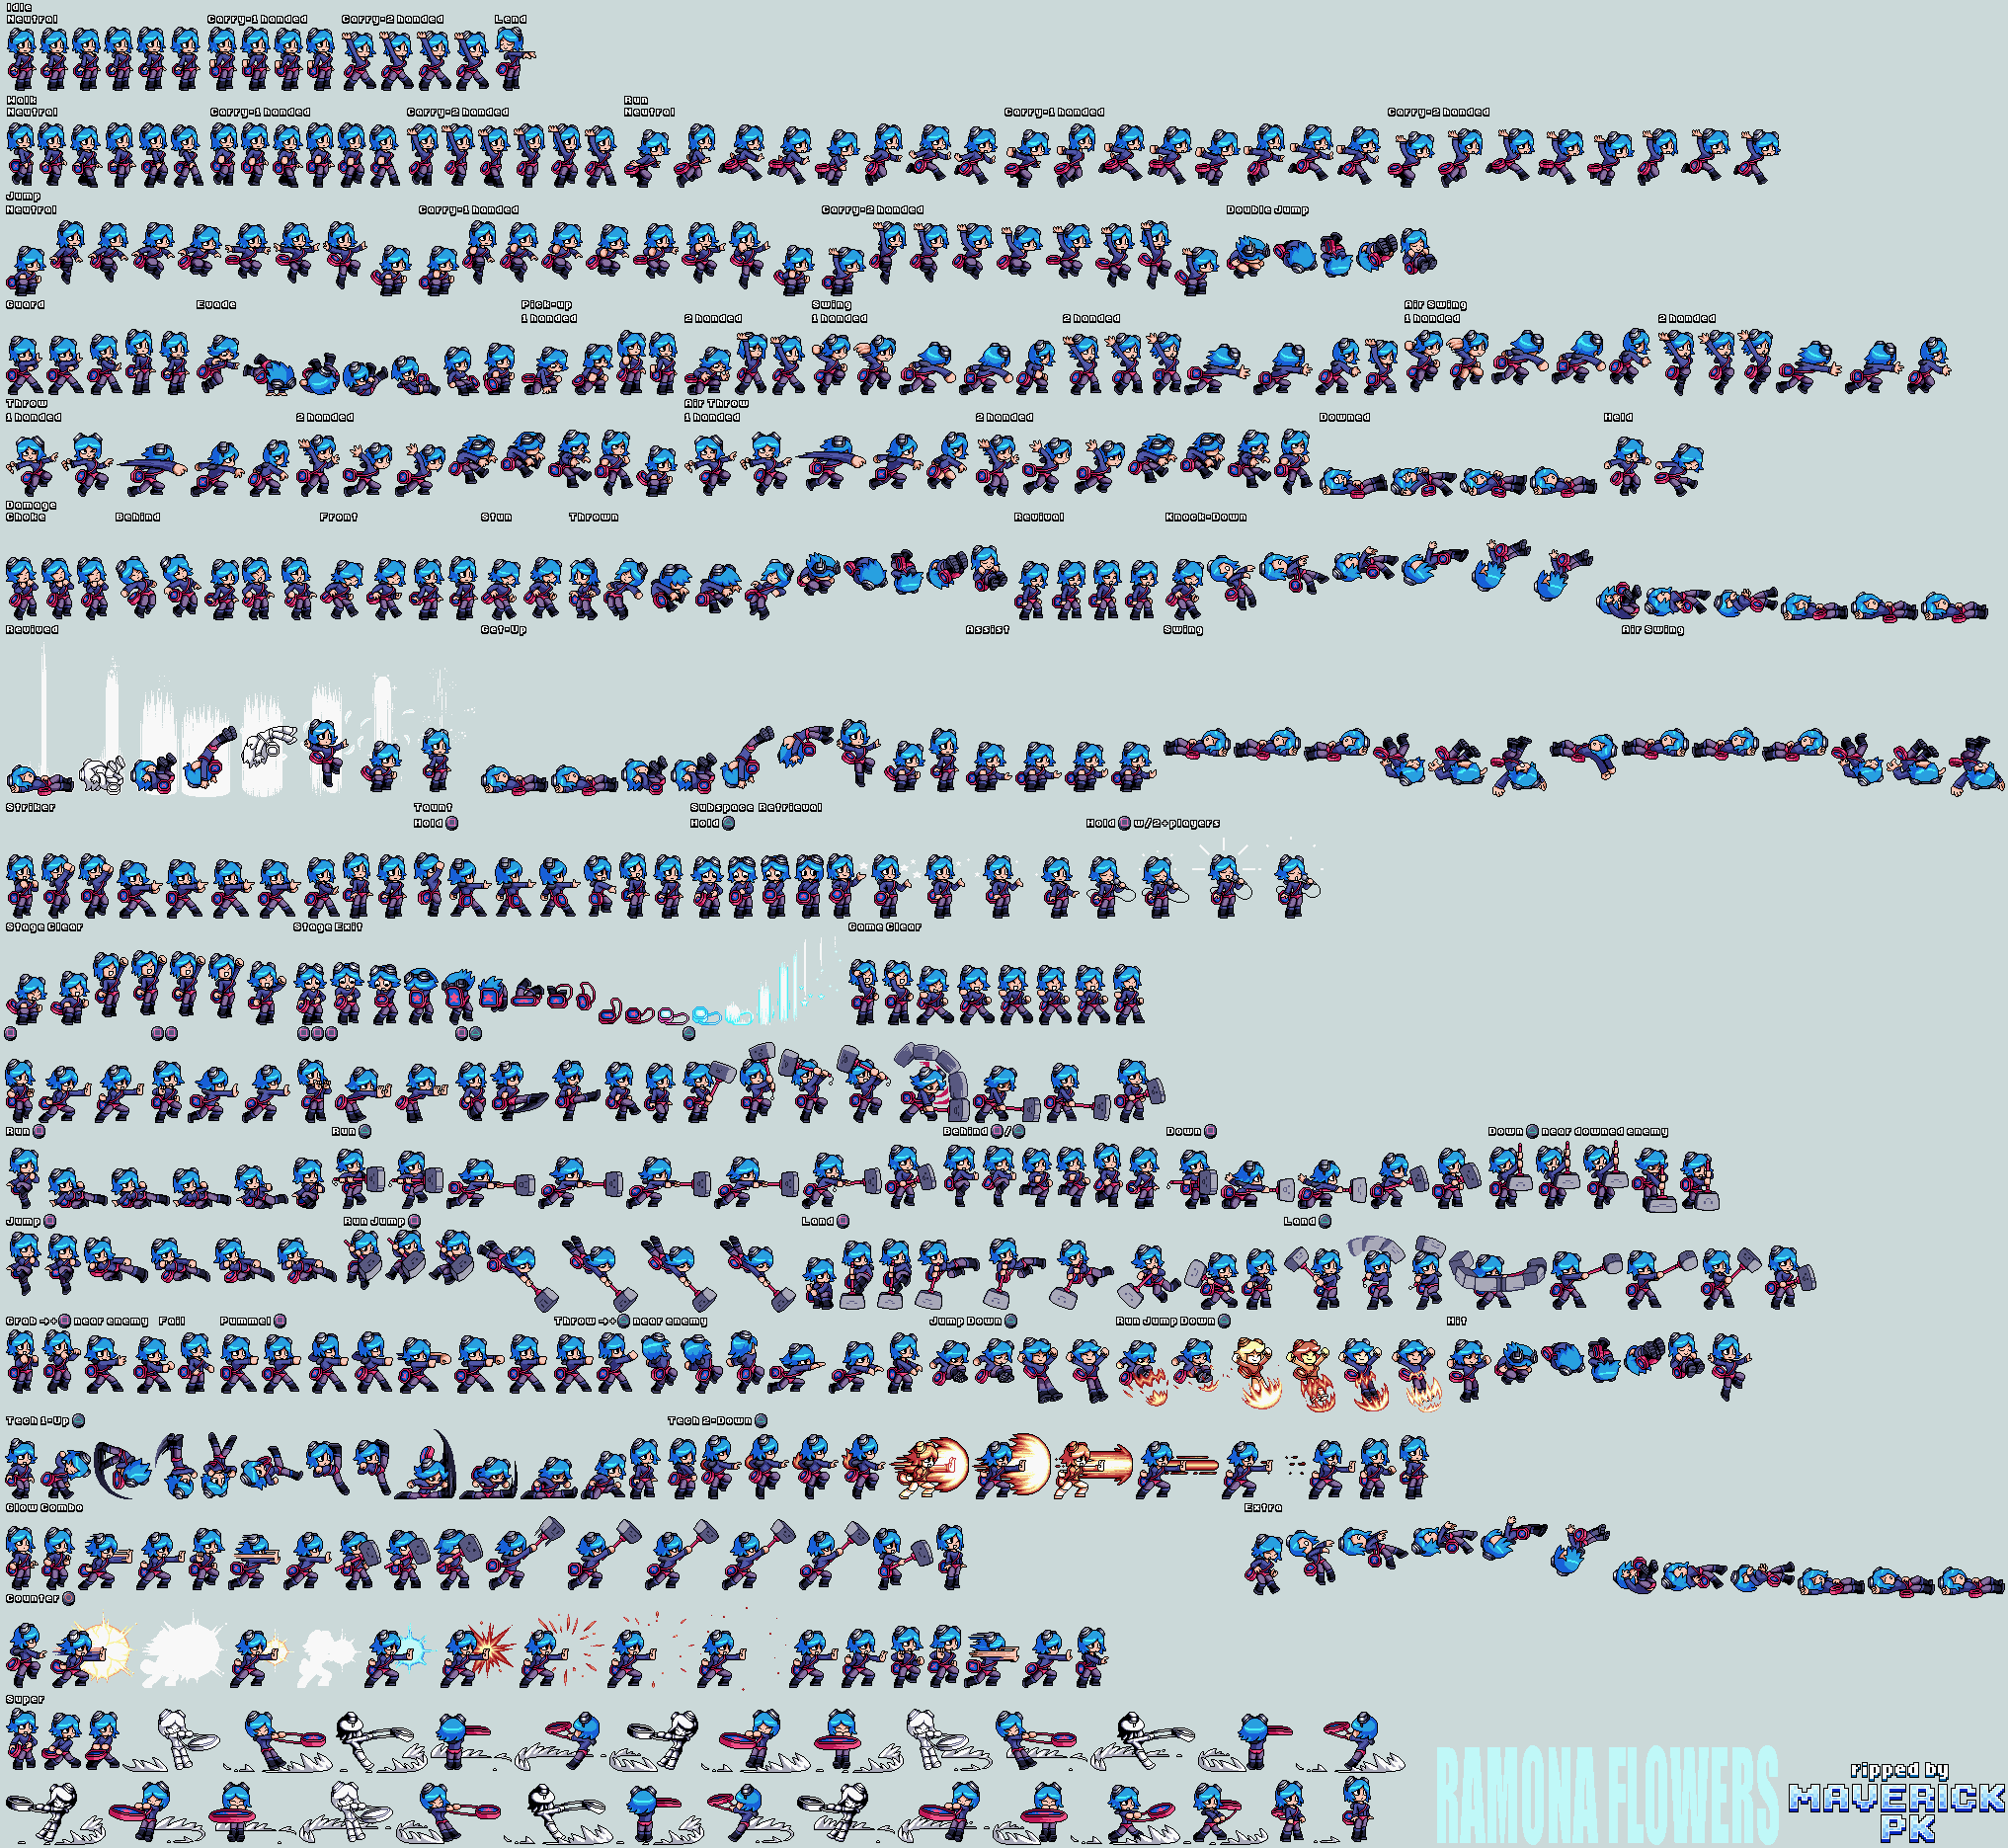 Idle
Neutral Carry-1 handed Carry-2 handed Lend
Walk Run
Neutral Carry-1 handed Carry-2 handed Neutral Carry-1 handed Carry-2 handed
Jump
Neutral Carry-1 handed Carry-2 handed Double Jump
Guard Evade Pick-up Swing Air Swing
1 handed 2 handed 1 handed 2 handed 1 handed 2 handed
Throw Air Throw
1 handed 2 handed 1 handed 2 handed Downed Held
Damage
Choke Behind Front Stun Thrown Revival Knock-Down
Revived Get-Up Assist Swing Air Swing
Striker Taunt Subspace Retrieval
Hold Hold Hold w/2+players
Stage Clear Stage Exit Game Clear
Run Run Behind / Down Down near downed enemy
Jump Run Jump Land Land
Grab →+ near enemy Fail Pummel Throw →+ near enemy Jump Down Run Jump Down Hit
Tech 1-Up Tech 2-Down
Glow Combo Extra
Counter
Super
RAMONA FLOWERS
ripped by
MAVERICK
PK